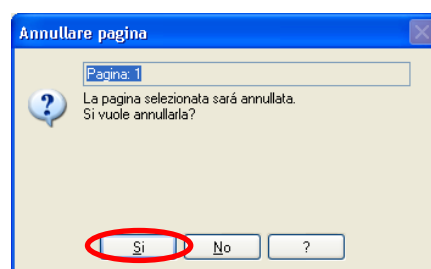 Annullare pagina
Pagina: 1
La pagina selezionata sará annullata.
Si vuole annullarla?
Si No ?